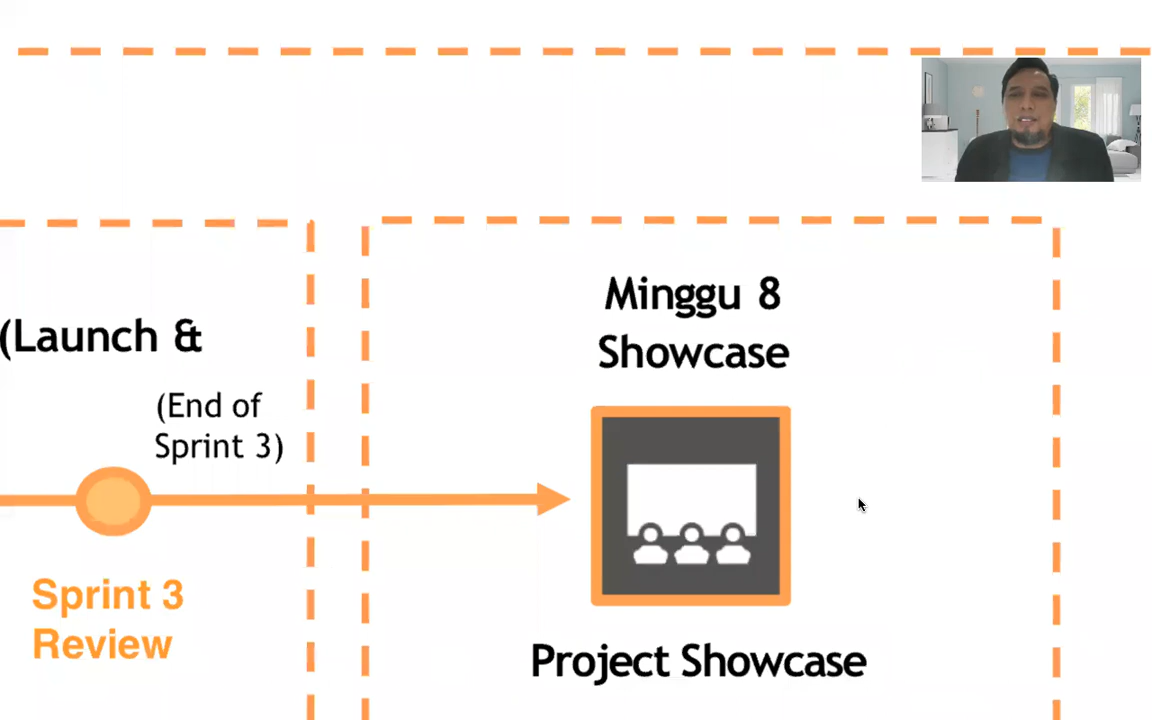 (Launch &
(End of
Sprint 3)
Sprint 3
Review
Minggu 8
Showcase
Project Showcase